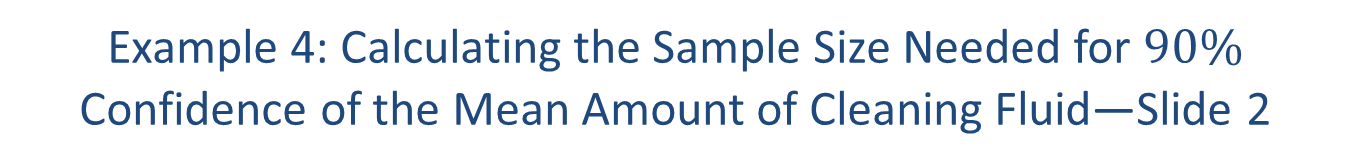 Example 4: Calculating the Sample Size Needed for 90%
Confidence of the Mean Amount of Cleaning Fluid—Slide 2